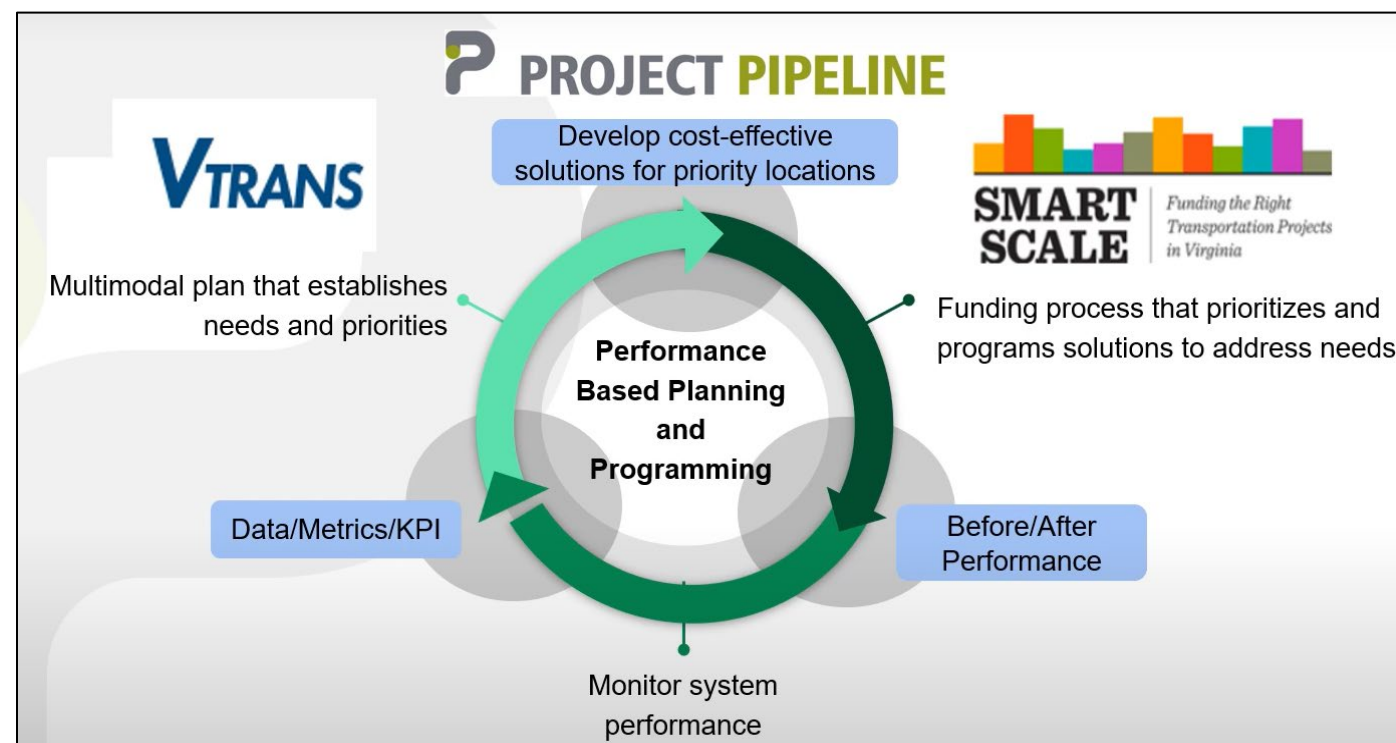 PROJECT PIPELINE
Develop cost-effective
solutions for priority locations
VTRANS
Multimodal plan that establishes
needs and priorities
SMART
SCALE
Funding the Right
Transportation Projects
in Virginia
Funding process that prioritizes and
programs solutions to address needs
Performance
Based Planning
and
Programming
Data/Metrics/KPI
Before/After
Performance
Monitor system
performance